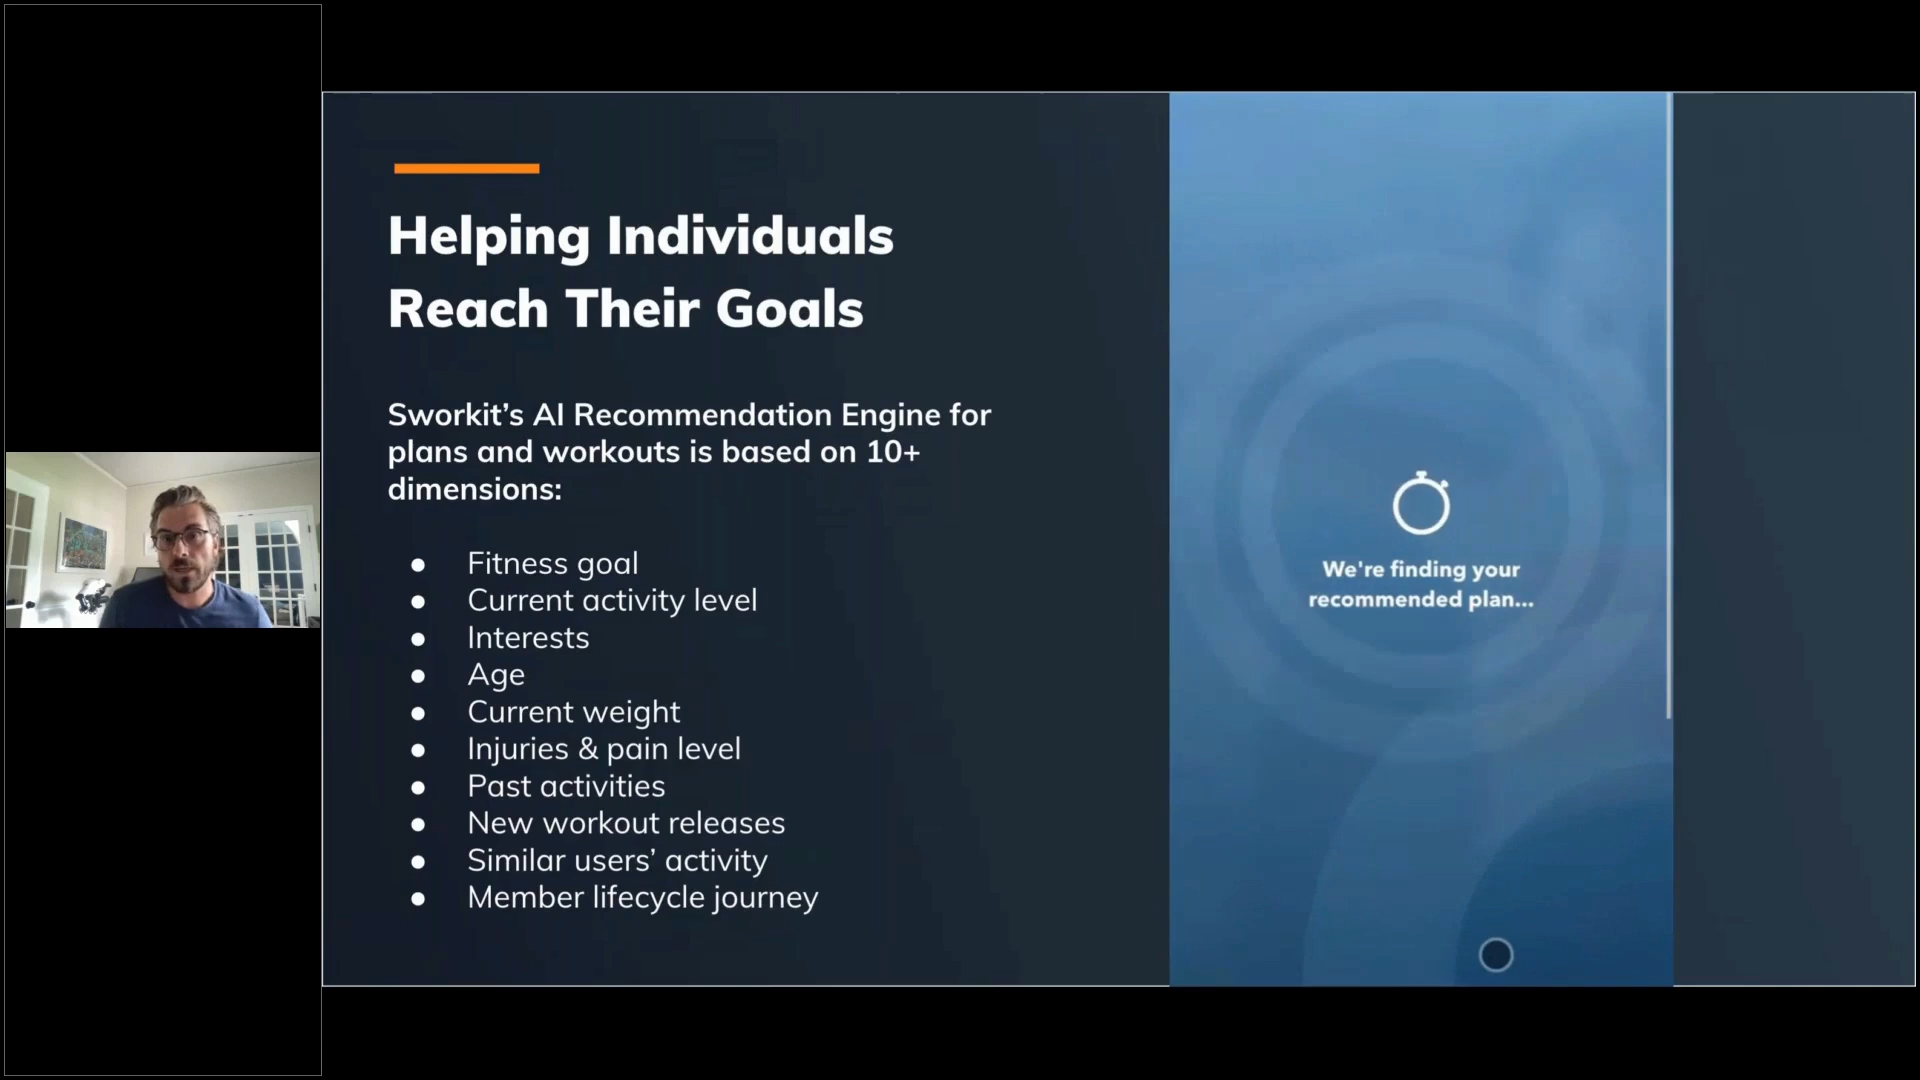 Helping Individuals
Reach Their Goals
Sworkit’s AI Recommendation Engine for
plans and workouts is based on 10+
dimensions:
● Fitness goal
● Current activity level
● Interests
● Age
● Current weight
● Injuries & pain level
● Past activities
● New workout releases
● Similar users’ activity
● Member lifecycle journey
We're finding your
recommended plan...